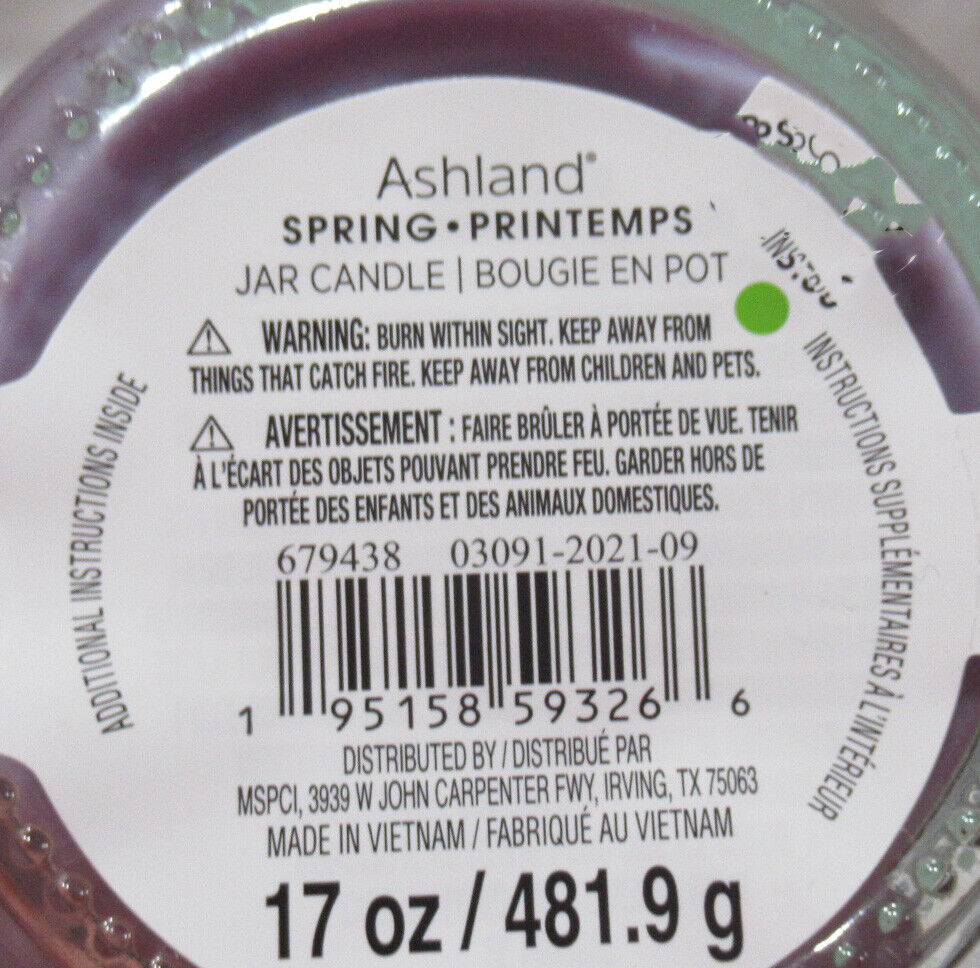 Ashland®
SPRING • PRINTEMPS
JAR CANDLE | BOUGIE EN POT
WARNING: BURN WITHIN SIGHT. KEEP AWAY FROM
THINGS THAT CATCH FIRE. KEEP AWAY FROM CHILDREN AND PETS.
AVERTISSEMENT : FAIRE BRÛLER À PORTÉE DE VUE. TENIR
À L'ÉCART DES OBJETS POUVANT PRENDRE FEU. GARDER HORS DE
PORTÉE DES ENFANTS ET DES ANIMAUX DOMESTIQUES.
679438 03091-2021-09
1 95158 59326 6
DISTRIBUTED BY / DISTRIBUÉ PAR
MSPCI, 3939 W JOHN CARPENTER FWY, IRVING, TX 75063
MADE IN VIETNAM / FABRIQUÉ AU VIETNAM
17 oz / 481.9 g
ADDITIONAL INSTRUCTIONS INSIDE
INSTRUCTIONS SUPPLÉMENTAIRES À L'INTÉRIEUR